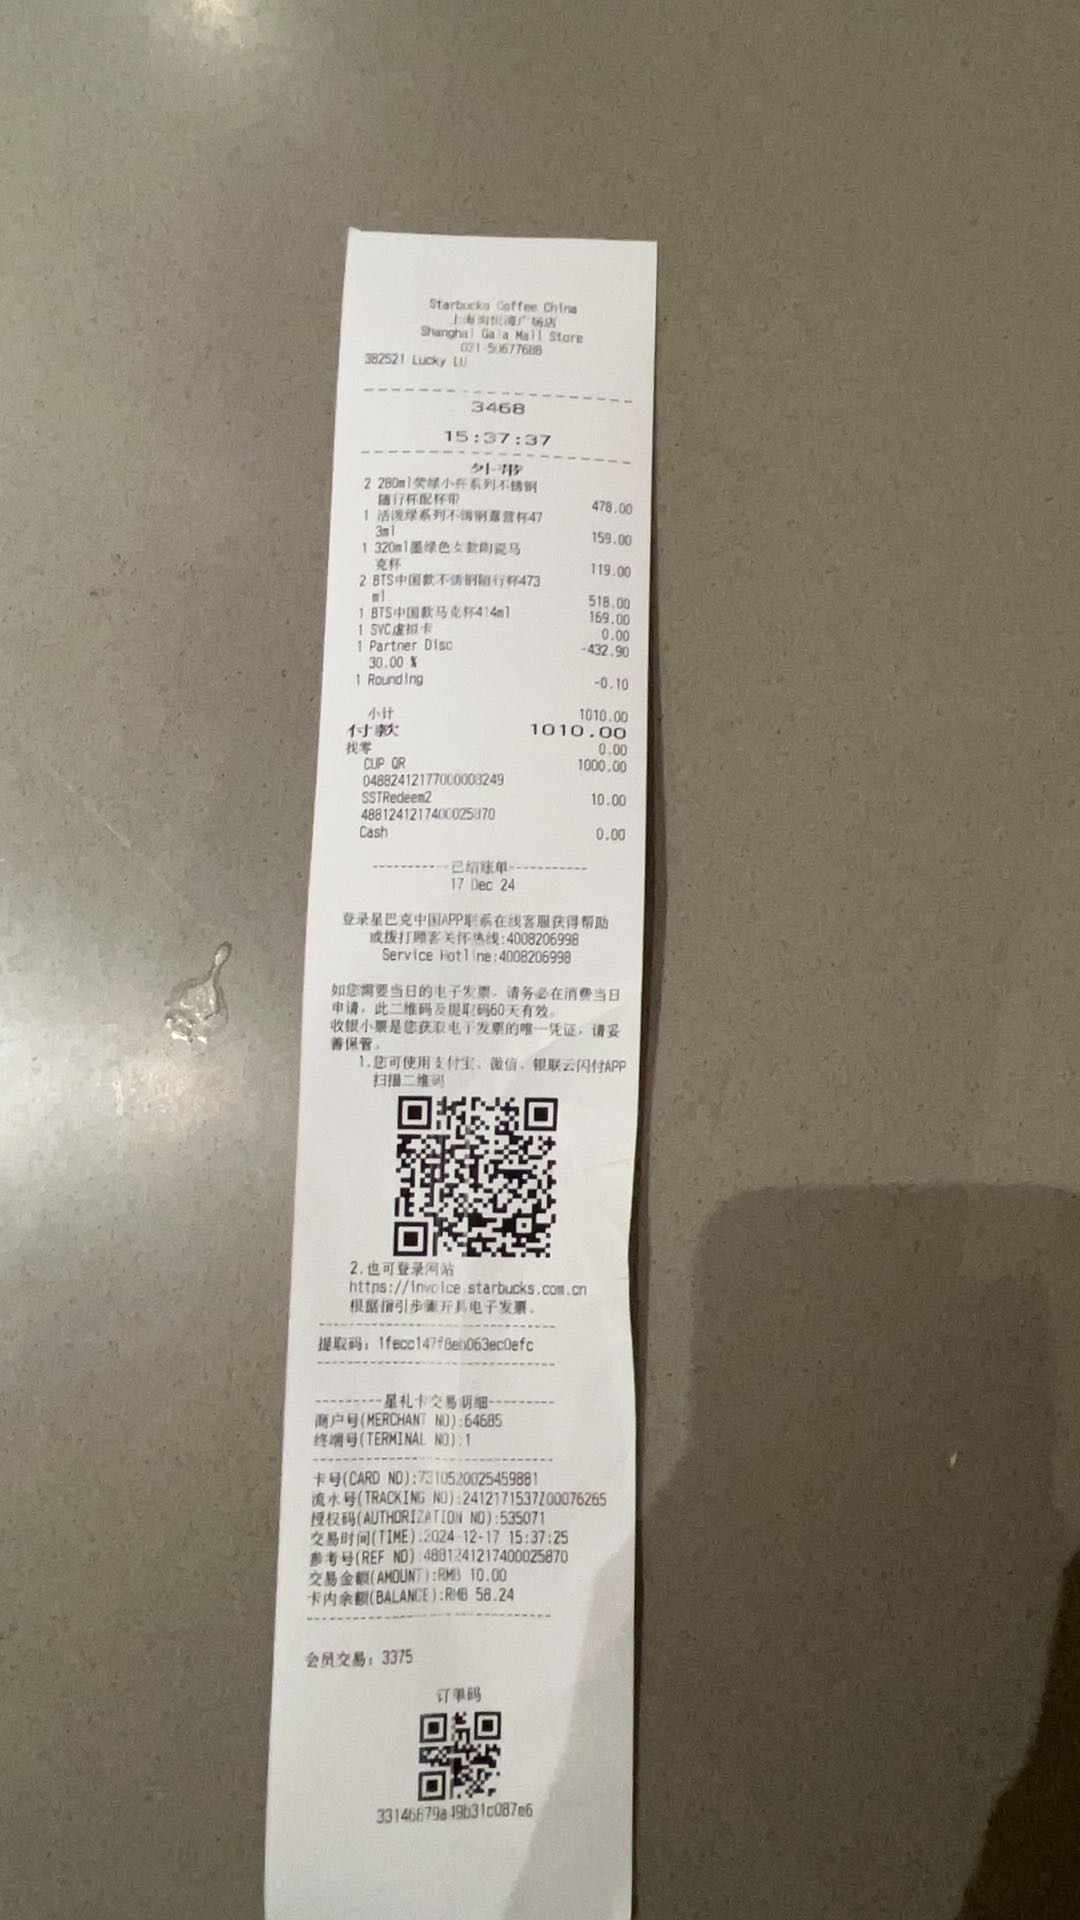 Starbucks Coffee China
Shanghai Gala Mall Store
021-50677688
382521 Lucky LU
3468
15:37:37
外带
2 280ml荧绿小杯系列不锈钢
随行杯配杯带 478.00
1 活泼绿系列不锈钢露营杯47
3ml 159.00
1 320ml墨绿色女款陶瓷马
克杯 119.00
2 BTS中国款不锈钢随行杯473
ml 518.00
1 BTS中国款马克杯414ml 169.00
1 SVC虚拟卡 0.00
1 Partner Disc -432.90
30.00 %
1 Rounding -0.10
小计 1010.00
付款 1010.00
找零 0.00
CUP QR 1000.00
04882412177000003249
SSTRedeem2 10.00
4881241217400025870
Cash 0.00
----------已结账单----------
17 Dec 24
登录星巴克中国APP联系在线客服获得帮助
或拨打顾客关怀热线:4008206998
Service Hotline:4008206998
如您需要当日的电子发票，请务必在消费当日
申请，此二维码及提取码60天有效。
收银小票是您获取电子发票的唯一凭证，请妥
善保管。
1.您可使用支付宝、微信、银联云闪付APP
扫描二维码
2.也可登录网站
https://invoice.starbucks.com.cn
根据指引步骤开具电子发票。
提取码：1fecc147f8eb063ec0efc
---------星礼卡交易明细---------
商户号(MERCHANT NO):64685
终端号(TERMINAL NO):1
卡号(CARD NO):7310520025459881
流水号(TRACKING NO):2412171537Z00076265
授权码(AUTHORIZATION NO):535071
交易时间(TIME):2024-12-17 15:37:25
参考号(REF NO):4881241217400025870
交易金额(AMOUNT):RMB 10.00
卡内余额(BALANCE):RMB 58.24
会员交易：3375
订单码
33146679a49b31c087e6